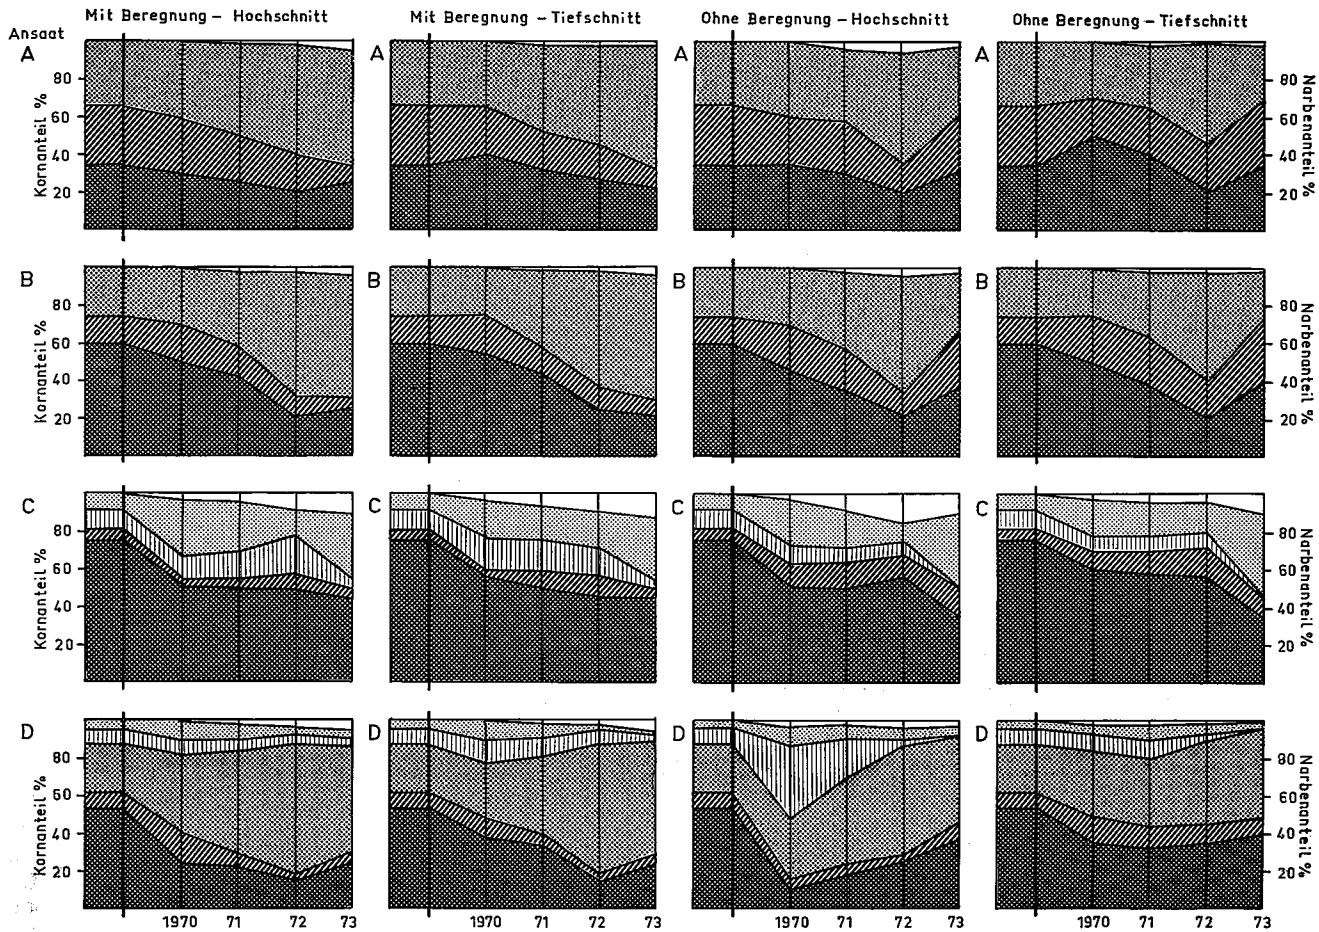 Mit Beregnung – Hochschnitt
Mit Beregnung – Tiefschnitt
Ohne Beregnung – Hochschnitt
Ohne Beregnung – Tiefschnitt
Ansaat
A
A
A
A
Kornanteil %
80
60
40
20
80
60
40
20
Narbenanteil %
B
B
B
B
Kornanteil %
80
60
40
20
80
60
40
20
Narbenanteil %
C
C
C
C
Kornanteil %
80
60
40
20
80
60
40
20
Narbenanteil %
D
D
D
D
Kornanteil %
80
60
40
20
80
60
40
20
Narbenanteil %
1970 71 72 73
1970 71 72 73
1970 71 72 73
1970 71 72 73